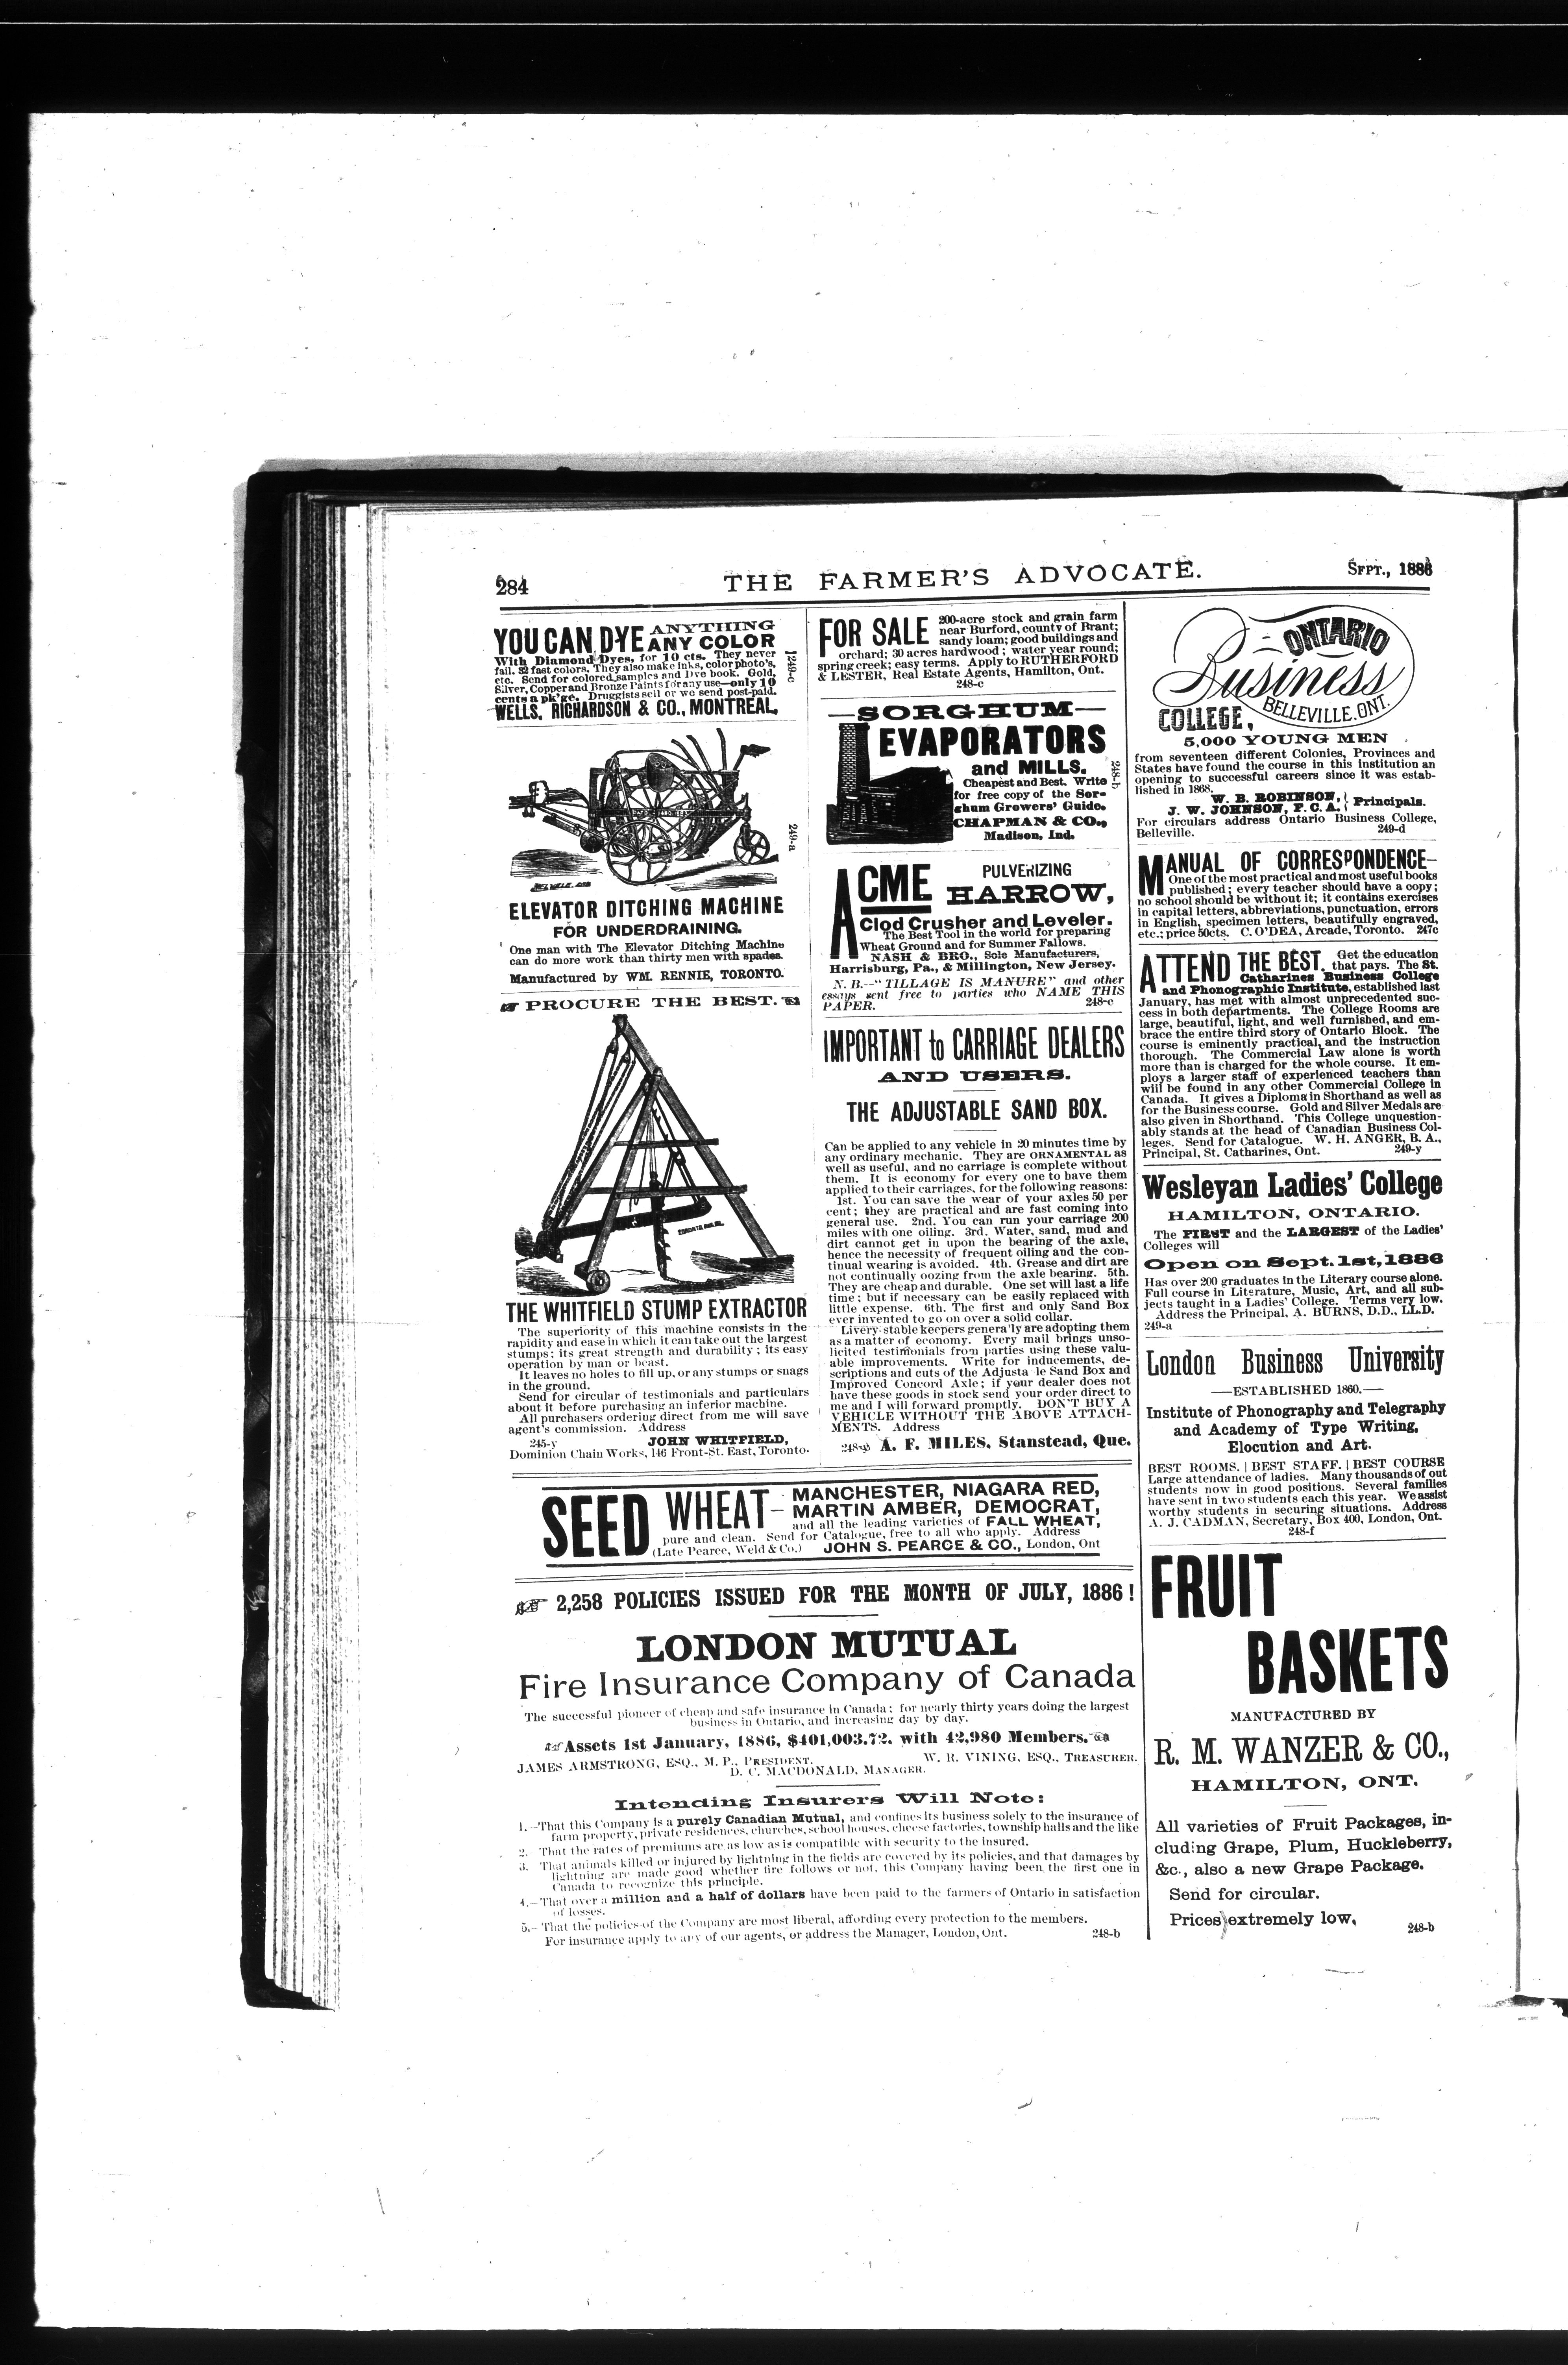 284
THE FARMER'S ADVOCATE.
SEPT., 1886
YOU CAN DYE ANYTHING
ANY COLOR
With Diamond Dyes, for 10 cts. They never
fail. 32 fast colors. They also make inks, color photo's,
etc. Send for colored samples and Dye book. Gold,
Silver, Copper and Bronze Paints for any use—only 10
cents a pk'ge. Druggists sell or we send post-paid.
WELLS, RICHARDSON & CO., MONTREAL.
249-c
249-a
ELEVATOR DITCHING MACHINE
FOR UNDERDRAINING.
One man with The Elevator Ditching Machine
can do more work than thirty men with spades.
Manufactured by WM. RENNIE, TORONTO.
☞ PROCURE THE BEST. ☜
THE WHITFIELD STUMP EXTRACTOR
The superiority of this machine consists in the
rapidity and ease in which it can take out the largest
stumps; its great strength and durability; its easy
operation by man or beast.
It leaves no holes to fill up, or any stumps or snags
in the ground.
Send for circular of testimonials and particulars
about it before purchasing an inferior machine.
All purchasers ordering direct from me will save
agent's commission. Address
245-y JOHN WHITFIELD,
Dominion Chain Works, 146 Front-St. East, Toronto.
FOR SALE 200-acre stock and grain farm
near Burford, county of Brant;
sandy loam; good buildings and
orchard; 30 acres hardwood; water year round;
spring creek; easy terms. Apply to RUTHERFORD
& LESTER, Real Estate Agents, Hamilton, Ont.
248-c
—SORGHUM—
EVAPORATORS
and MILLS.
Cheapest and Best. Write
for free copy of the Sor-
ghum Growers' Guide.
CHAPMAN & CO.,
Madison, Ind.
248-b
ACME PULVERIZING
HARROW,
Clod Crusher and Leveler.
The Best Tool in the world for preparing
Wheat Ground and for Summer Fallows.
NASH & BRO., Sole Manufacturers,
Harrisburg, Pa., & Millington, New Jersey.
N. B.--"TILLAGE IS MANURE" and other
essays sent free to parties who NAME THIS
PAPER. 248-c
IMPORTANT to CARRIAGE DEALERS
AND USERS.
THE ADJUSTABLE SAND BOX.
Can be applied to any vehicle in 20 minutes time by
any ordinary mechanic. They are ORNAMENTAL as
well as useful, and no carriage is complete without
them. It is economy for every one to have them
applied to their carriages, for the following reasons:
1st. You can save the wear of your axles 50 per
cent; they are practical and are fast coming into
general use. 2nd. You can run your carriage 200
miles with one oiling. 3rd. Water, sand, mud and
dirt cannot get in upon the bearing of the axle,
hence the necessity of frequent oiling and the con-
tinual wearing is avoided. 4th. Grease and dirt are
not continually oozing from the axle bearing. 5th.
They are cheap and durable. One set will last a life
time; but if necessary can be easily replaced with
little expense. 6th. The first and only Sand Box
ever invented to go on over a solid collar.
Livery-stable keepers genera'ly are adopting them
as a matter of economy. Every mail brings unso-
licited testimonials from parties using these valu-
able improvements. Write for inducements, de-
scriptions and cuts of the Adjusta le Sand Box and
Improved Concord Axle; if your dealer does not
have these goods in stock send your order direct to
me and I will forward promptly. DON'T BUY A
VEHICLE WITHOUT THE ABOVE ATTACH-
MENTS. Address
A. F. MILES, Stanstead, Que.
SEED WHEAT— MANCHESTER, NIAGARA RED,
MARTIN AMBER, DEMOCRAT,
and all the leading varieties of FALL WHEAT,
pure and clean. Send for Catalogue, free to all who apply. Address
(Late Pearce, Weld & Co.) JOHN S. PEARCE & CO., London, Ont
☞ 2,258 POLICIES ISSUED FOR THE MONTH OF JULY, 1886!
LONDON MUTUAL
Fire Insurance Company of Canada
The successful pioneer of cheap and safe insurance in Canada; for nearly thirty years doing the largest
business in Ontario, and increasing day by day.
☞Assets 1st January, 1886, $401,003.72, with 42,980 Members.☜
JAMES ARMSTRONG, ESQ., M. P., PRESIDENT. W. R. VINING, ESQ., TREASURER.
D. C. MACDONALD, MANAGER.
Intending Insurers Will Note:
1.—That this Company is a purely Canadian Mutual, and confines its business solely to the insurance of
farm property, private residences, churches, school houses, cheese factories, township halls and the like
2.- That the rates of premiums are as low as is compatible with security to the insured.
3. That animals killed or injured by lightning in the fields are covered by its policies, and that damages by
lightning are made good whether fire follows or not, this Company having been the first one in
Canada to recognize this principle.
4.—That over a million and a half of dollars have been paid to the farmers of Ontario in satisfaction
of losses.
5.- That the policies of the Company are most liberal, affording every protection to the members.
For insurance apply to any of our agents, or address the Manager, London, Ont. 248-b
ONTARIO
Business
COLLEGE, BELLEVILLE. ONT.
5,000 YOUNG MEN
from seventeen different Colonies, Provinces and
States have found the course in this institution an
opening to successful careers since it was estab-
lished in 1868.
W. B. ROBINSON,
J. W. JOHNSON, F. C. A. } Principals.
For circulars address Ontario Business College,
Belleville. 249-d
MANUAL OF CORRESPONDENCE—
One of the most practical and most useful books
published; every teacher should have a copy;
no school should be without it; it contains exercises
in capital letters, abbreviations, punctuation, errors
in English, specimen letters, beautifully engraved,
etc.; price 50cts. C. O'DEA, Arcade, Toronto. 247c
ATTEND THE BEST. Get the education
that pays. The St.
Catharines Business College
and Phonographic Institute, established last
January, has met with almost unprecedented suc-
cess in both departments. The College Rooms are
large, beautiful, light, and well furnished, and em-
brace the entire third story of Ontario Block. The
course is eminently practical, and the instruction
thorough. The Commercial Law alone is worth
more than is charged for the whole course. It em-
ploys a larger staff of experienced teachers than
will be found in any other Commercial College in
Canada. It gives a Diploma in Shorthand as well as
for the Business course. Gold and Silver Medals are
also given in Shorthand. This College unquestion-
ably stands at the head of Canadian Business Col-
leges. Send for Catalogue. W. H. ANGER, B. A.,
Principal, St. Catharines, Ont. 249-y
Wesleyan Ladies' College
HAMILTON, ONTARIO.
The FIRST and the LARGEST of the Ladies'
Colleges will
Open on Sept. 1st, 1886
Has over 200 graduates in the Literary course alone.
Full course in Literature, Music, Art, and all sub-
jects taught in a Ladies' College. Terms very low.
Address the Principal, A. BURNS, D.D., LL.D.
249-a
London Business University
—ESTABLISHED 1860.—
Institute of Phonography and Telegraphy
and Academy of Type Writing,
Elocution and Art.
BEST ROOMS. | BEST STAFF. | BEST COURSE
Large attendance of ladies. Many thousands of out
students now in good positions. Several families
have sent in two students each this year. We assist
worthy students in securing situations. Address
A. J. CADMAN, Secretary, Box 400, London, Ont.
248-f
FRUIT
BASKETS
MANUFACTURED BY
R. M. WANZER & CO.,
HAMILTON, ONT.
All varieties of Fruit Packages, in-
cluding Grape, Plum, Huckleberry,
&c., also a new Grape Package.
Send for circular.
Prices extremely low,
248-b